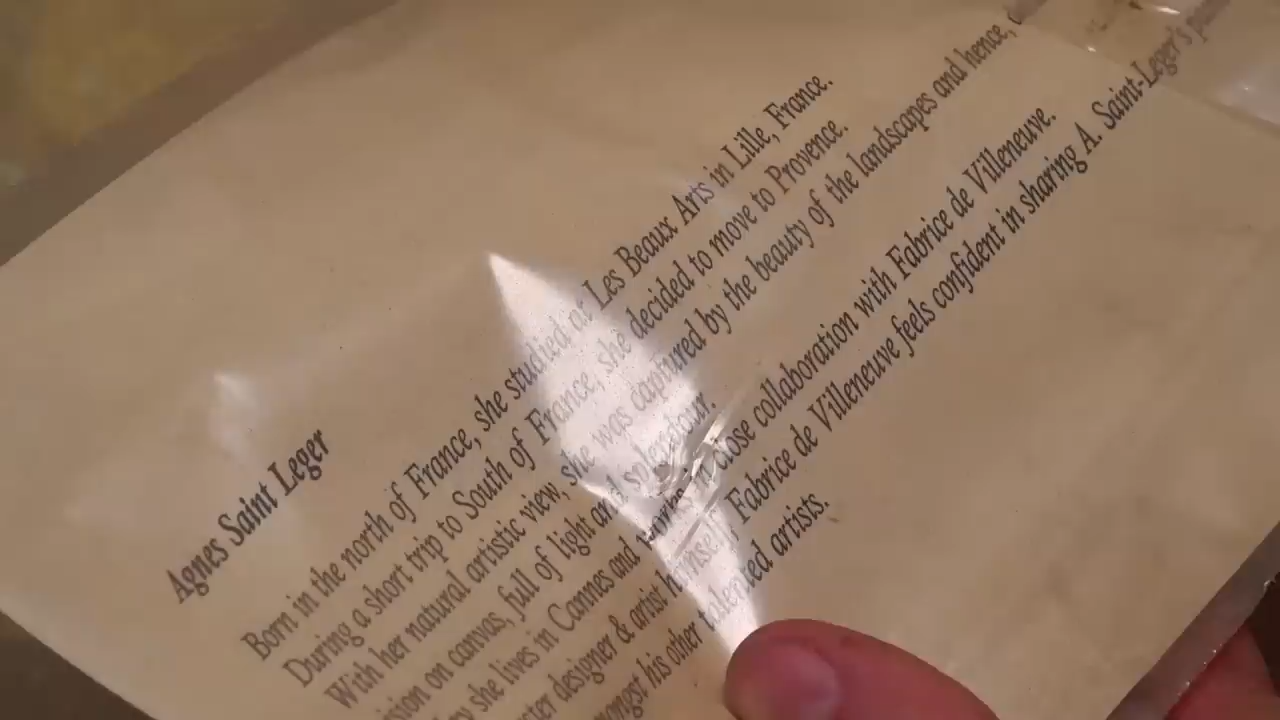 Agnes Saint Leger
Born in the north of France, she studied at Les Beaux Arts in Lille, France.
During a short trip to South of France, she decided to move to Provence.
With her natural artistic view, she was captured by the beauty of the landscapes and hence,
on canvas, full of light and splendour.
she lives in Cannes and works in close collaboration with Fabrice de Villeneuve.
designer & artist himself, Fabrice de Villeneuve feels confident in sharing A. Saint-Leger's
his other talented artists.